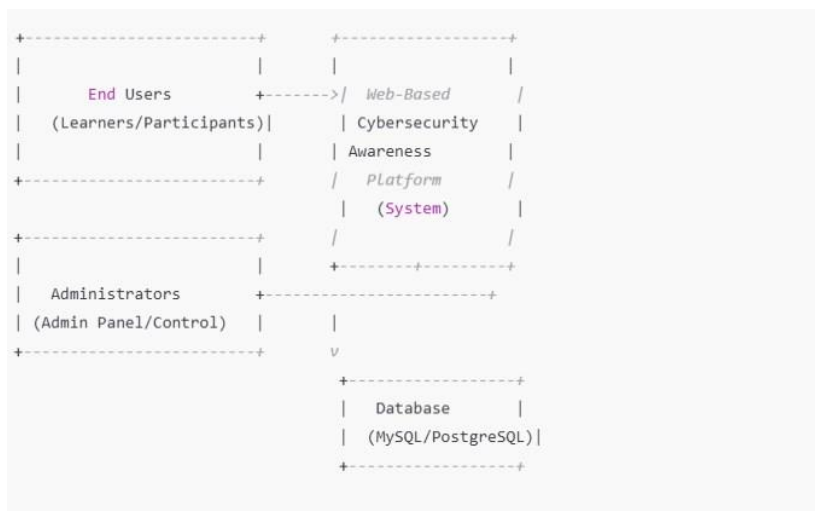 End Users
(Learners/Participants)
Web-Based
Cybersecurity
Awareness
Platform
(System)
Administrators
(Admin Panel/Control)
v
Database
(MySQL/PostgreSQL)